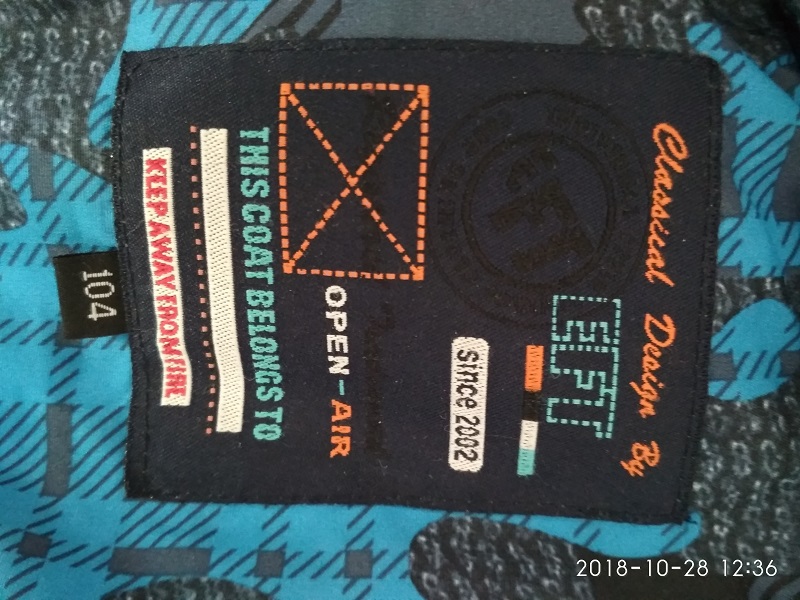 Classical Design By
GFT
since 2002
OPEN-AIR
THIS COAT BELONGS TO
KEEP AWAY FROM FIRE
104
2018-10-28 12:36